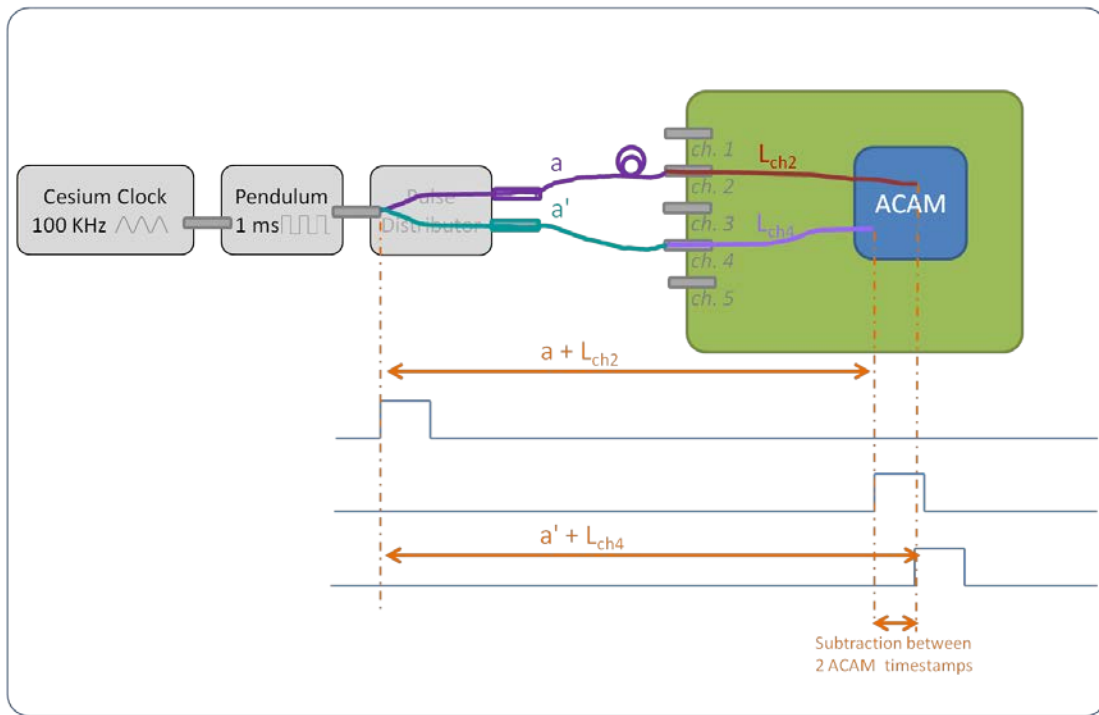 Cesium Clock
100 KHz
Pendulum
1 ms
Pulse
Distributor
a
a'
ch. 1
ch. 2
ch. 3
ch. 4
ch. 5
Lch2
Lch4
ACAM
a + Lch2
a' + Lch4
Subtraction between
2 ACAM timestamps